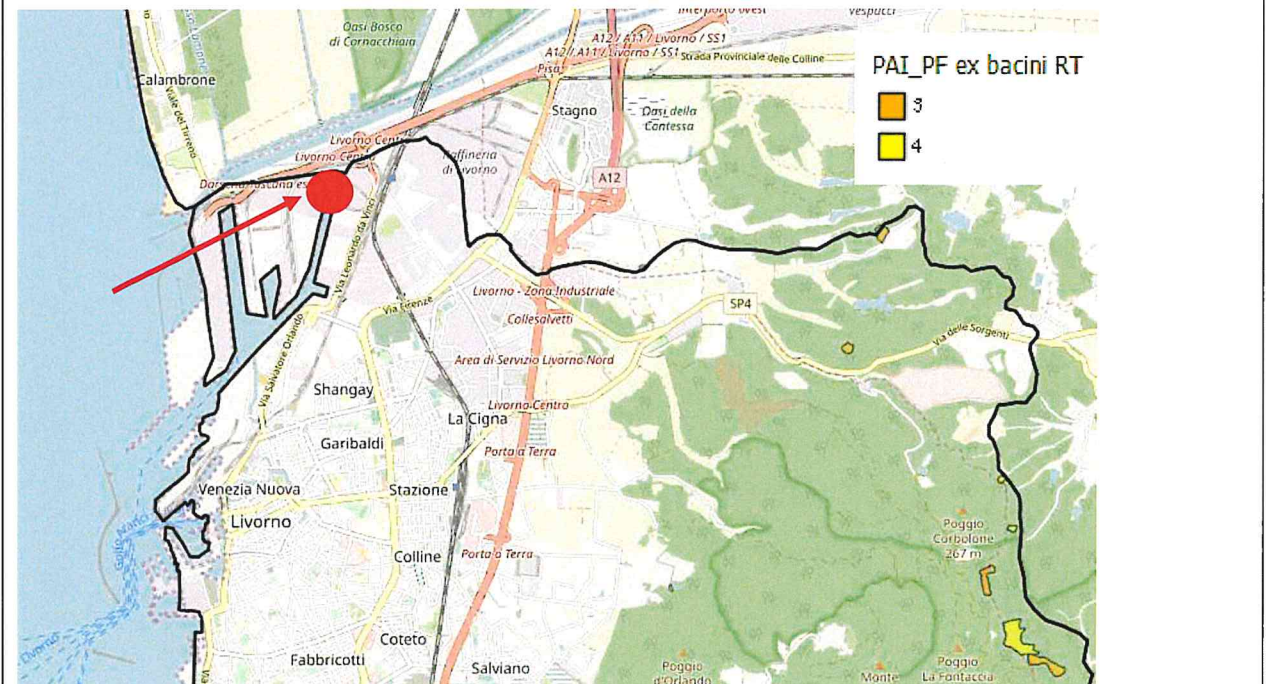 Interporto Ovest
Vespucci
Oasi Bosco
di Cornacchiaia
A12 / A11 / Livorno / SS1
A12 / A11 / Livorno / SS1
Strada Provinciale delle Colline
Pisa
PAI_PF ex bacini RT
3
4
Calambrone
Viale del Tirreno
Stagno
Oasi della
Contessa
Livorno Centro
Livorno Centro
Raffineria
di Livorno
A12
Darsena Toscana es
Via Leonardo da Vinci
Livorno - Zona Industriale
Via Firenze
SP4
Collesalvetti
Via delle Sorgenti
Via Salvatore Orlando
Area di Servizio Livorno Nord
Shangay
Livorno Centro
La Cigna
Garibaldi
Porta a Terra
Venezia Nuova
Stazione
Livorno
Poggio
Corbolone
267 m
Colline
Porta a Terra
Livorno
Coteto
Fabbricotti
Salviano
Poggio
d'Orlando
Monte
Poggio
La Fontaccia